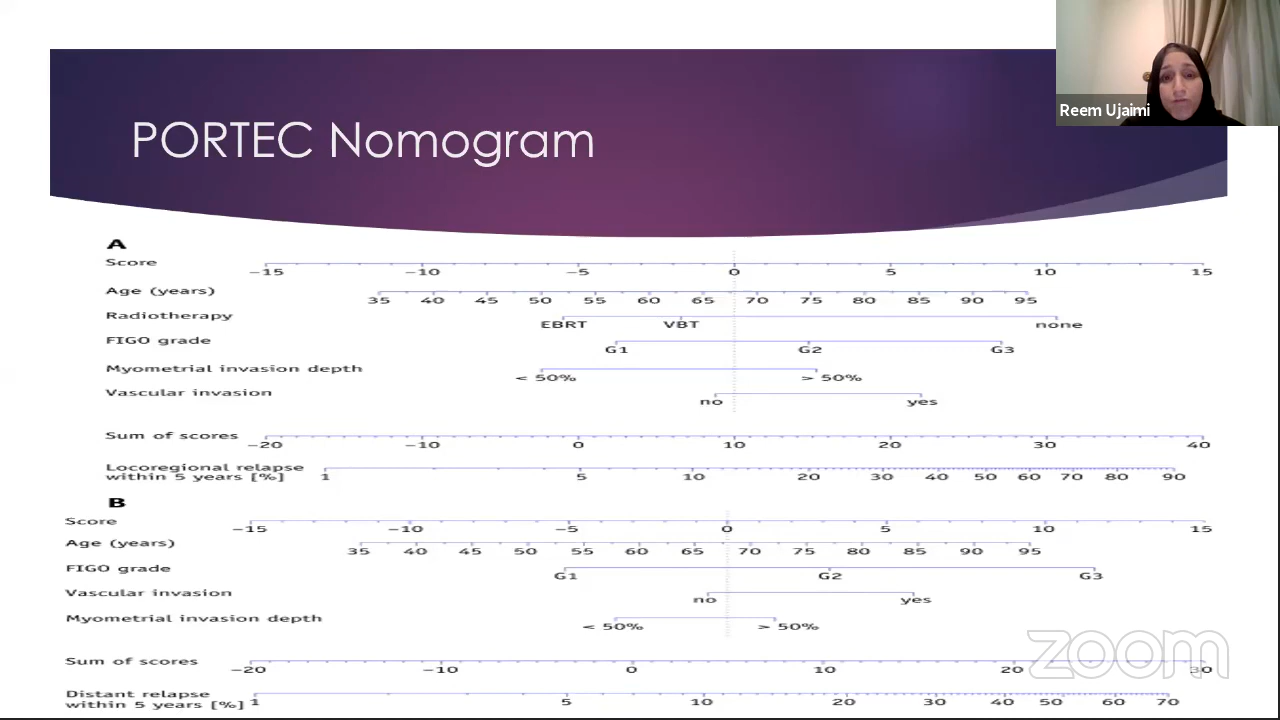 Reem Ujaimi
PORTEC Nomogram
A
Score
−15 −10 −5 0 5 10 15
Age (years)
35 40 45 50 55 60 65 70 75 80 85 90 95
Radiotherapy
EBRT VBT none
FIGO grade
G1 G2 G3
Myometrial invasion depth
< 50% > 50%
Vascular invasion
no yes
Sum of scores
−20 −10 0 10 20 30 40
Locoregional relapse
within 5 years [%]
1 5 10 20 30 40 50 60 70 80 90
B
Score
−15 −10 −5 0 5 10 15
Age (years)
35 40 45 50 55 60 65 70 75 80 85 90 95
FIGO grade
G1 G2 G3
Vascular invasion
no yes
Myometrial invasion depth
< 50% > 50%
Sum of scores
−20 −10 0 10 20 30
Distant relapse
within 5 years [%]
1 5 10 20 30 40 50 60 70
zoom